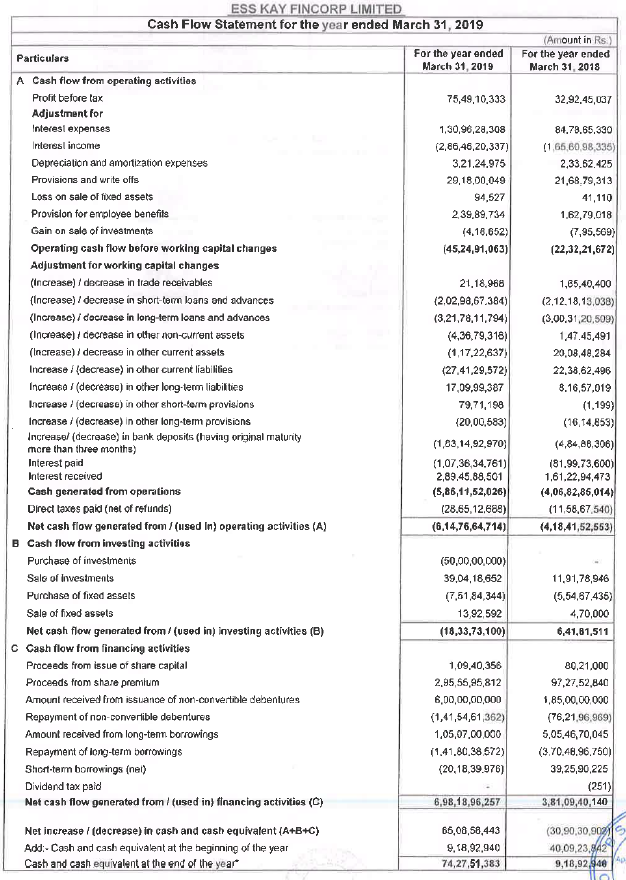 ESS KAY FINCORP LIMITED
Cash Flow Statement for the year ended March 31, 2019
(Amount in Rs.)
Particulars For the year ended March 31, 2019 For the year ended March 31, 2018
A Cash flow from operating activities
Profit before tax 75,49,10,333 32,92,45,037
Adjustment for
Interest expenses 1,30,96,28,308 84,79,65,330
Interest income (2,86,46,20,337) (1,65,60,98,335)
Depreciation and amortization expenses 3,21,24,975 2,33,62,425
Provisions and write offs 29,18,00,049 21,68,79,313
Loss on sale of fixed assets 94,527 41,110
Provision for employee benefits 2,39,89,734 1,62,79,018
Gain on sale of investments (4,18,652) (7,95,569)
Operating cash flow before working capital changes (45,24,91,063) (22,32,21,672)
Adjustment for working capital changes
(Increase) / decrease in trade receivables 21,18,966 1,65,40,400
(Increase) / decrease in short-term loans and advances (2,02,98,67,384) (2,12,18,13,038)
(Increase) / decrease in long-term loans and advances (3,21,78,11,794) (3,00,31,20,509)
(Increase) / decrease in other non-current assets (4,36,79,316) 1,47,45,491
(Increase) / decrease in other current assets (1,17,22,637) 20,08,48,284
Increase / (decrease) in other current liabilities (27,41,29,572) 22,38,62,496
Increase / (decrease) in other long-term liabilities 17,09,99,387 8,16,57,019
Increase / (decrease) in other short-term provisions 79,71,198 (1,199)
Increase / (decrease) in other long-term provisions (20,00,583) (16,14,853)
Increase/ (decrease) in bank deposits (having original maturity
more than three months) (1,63,14,92,970) (4,84,88,306)
Interest paid (1,07,36,34,761) (81,99,73,600)
Interest received 2,89,45,88,501 1,61,22,94,473
Cash generated from operations (5,86,11,52,026) (4,06,82,85,014)
Direct taxes paid (net of refunds) (28,65,12,688) (11,58,67,540)
Net cash flow generated from / (used in) operating activities (A) (6,14,76,64,714) (4,18,41,52,553)
B Cash flow from investing activities
Purchase of investments (50,00,00,000) -
Sale of investments 39,04,18,652 11,91,78,946
Purchase of fixed assets (7,51,84,344) (5,54,67,435)
Sale of fixed assets 13,92,592 4,70,000
Net cash flow generated from / (used in) investing activities (B) (18,33,73,100) 6,41,81,511
C Cash flow from financing activities
Proceeds from issue of share capital 1,09,40,356 80,21,000
Proceeds from share premium 2,95,55,95,812 97,27,52,840
Amount received from issuance of non-convertible debentures 6,00,00,00,000 1,85,00,00,000
Repayment of non-convertible debentures (1,41,54,61,362) (76,21,96,969)
Amount received from long-term borrowings 1,05,07,00,000 5,05,46,70,045
Repayment of long-term borrowings (1,41,80,38,572) (3,70,48,96,750)
Short-term borrowings (net) (20,18,39,976) 39,25,90,225
Dividend tax paid - (251)
Net cash flow generated from / (used in) financing activities (C) 6,98,18,96,257 3,81,09,40,140
Net increase / (decrease) in cash and cash equivalent (A+B+C) 65,08,58,443 (30,90,30,902)
Add:- Cash and cash equivalent at the beginning of the year 9,18,92,940 40,09,23,842
Cash and cash equivalent at the end of the year* 74,27,51,383 9,18,92,940